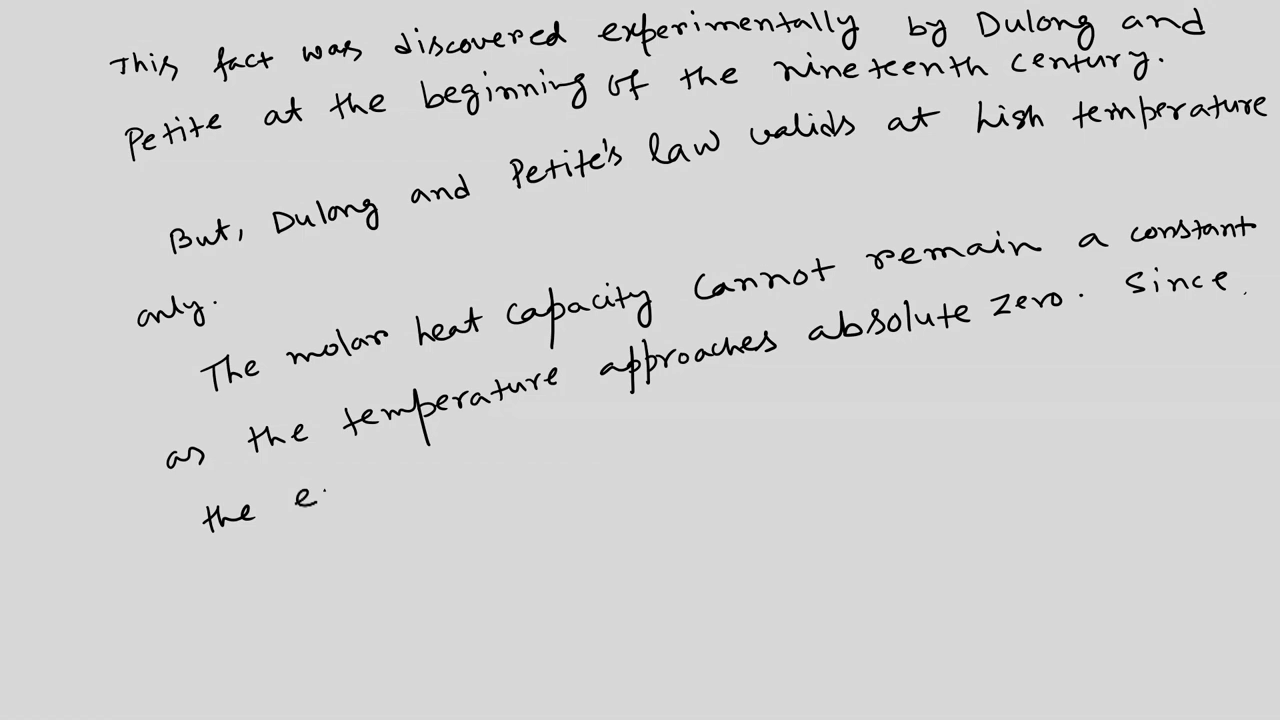 This fact was discovered experimentally by Dulong and
Petite at the beginning of the nineteenth century.
But, Dulong and Petite's law valids at high temperature
only.
The molar heat capacity cannot remain a constant
as the temperature approaches absolute zero. Since,
the e